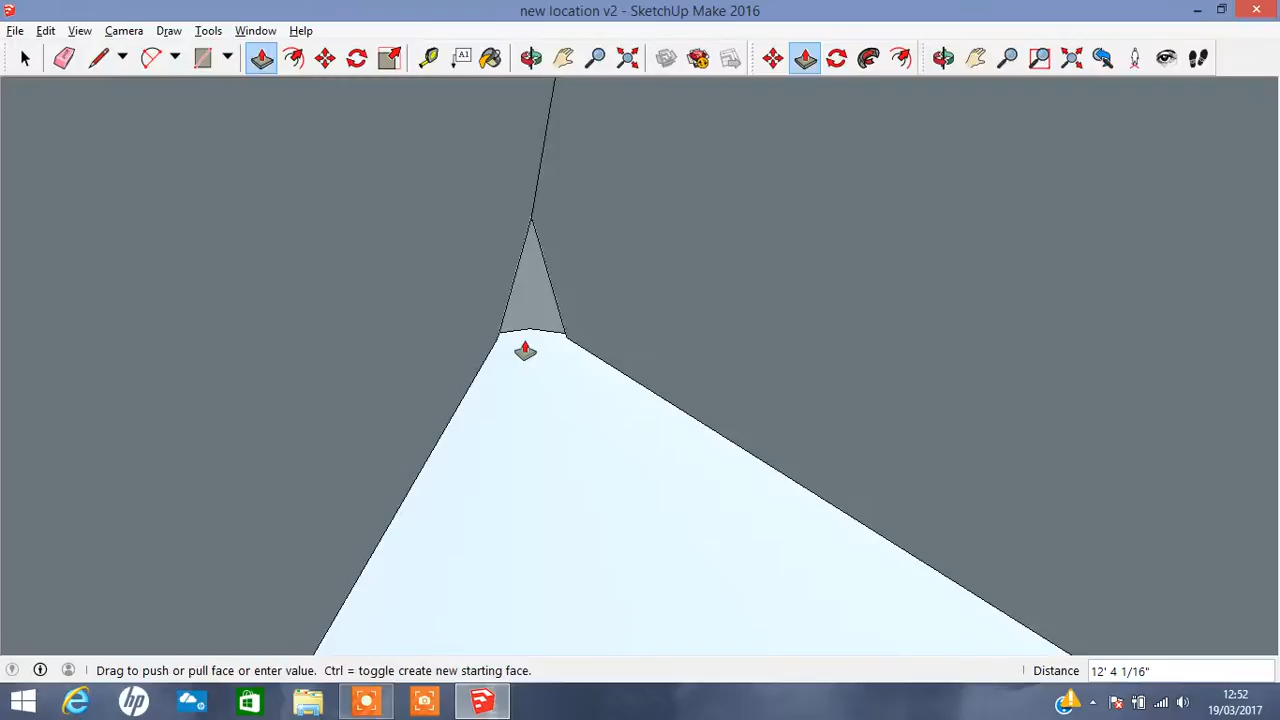 new location v2 - SketchUp Make 2016
File Edit View Camera Draw Tools Window Help
A1
Drag to push or pull face or enter value. Ctrl = toggle create new starting face.
Distance 12' 4 1/16"
hp
12:52
19/03/2017